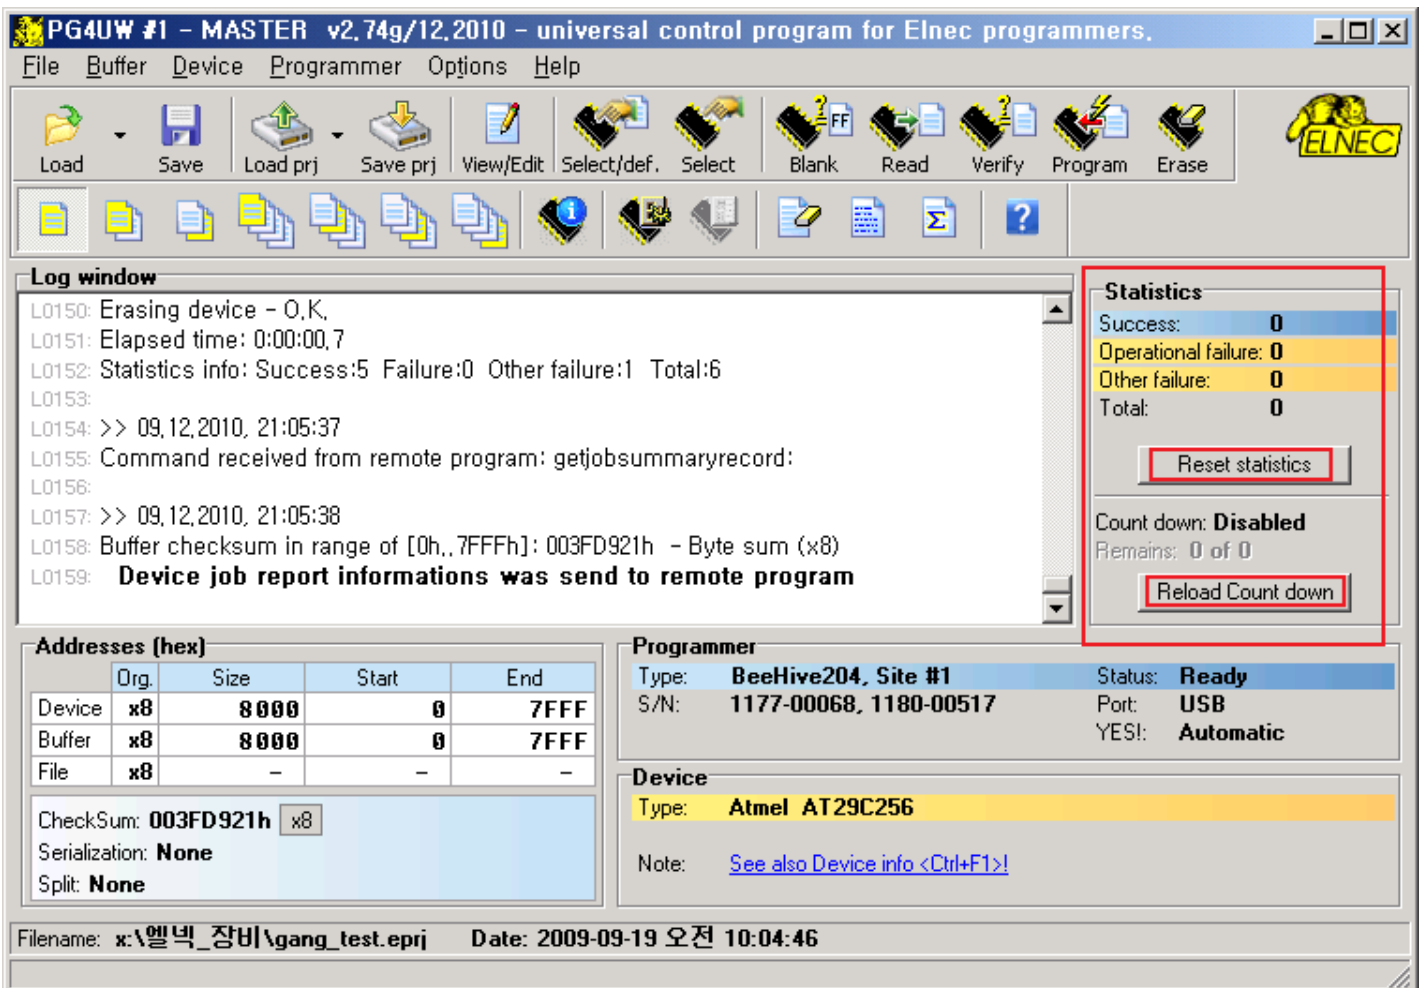 PG4UW #1 - MASTER v2.74g/12.2010 - universal control program for Elnec programmers.
File Buffer Device Programmer Options Help
Load Save Load prj Save prj View/Edit Select/def. Select Blank Read Verify Program Erase
FF
ELNEC
Log window
L0150: Erasing device - O.K.
L0151: Elapsed time: 0:00:00.7
L0152: Statistics info: Success:5 Failure:0 Other failure:1 Total:6
L0153:
L0154: >> 09.12.2010, 21:05:37
L0155: Command received from remote program: getjobsummaryrecord:
L0156:
L0157: >> 09.12.2010, 21:05:38
L0158: Buffer checksum in range of [0h..7FFFh]: 003FD921h - Byte sum (x8)
L0159: Device job report informations was send to remote program
Statistics
Success: 0
Operational failure: 0
Other failure: 0
Total: 0
Reset statistics
Count down: Disabled
Remains: 0 of 0
Reload Count down
Addresses (hex)
Org. Size Start End
Device x8 8000 0 7FFF
Buffer x8 8000 0 7FFF
File x8 - - -
CheckSum: 003FD921h x8
Serialization: None
Split: None
Programmer
Type: BeeHive204, Site #1 Status: Ready
S/N: 1177-00068, 1180-00517 Port: USB
YES!: Automatic
Device
Type: Atmel AT29C256
Note: See also Device info <Ctrl+F1>!
Filename: x:\엘넥_장비\gang_test.eprj Date: 2009-09-19 오전 10:04:46